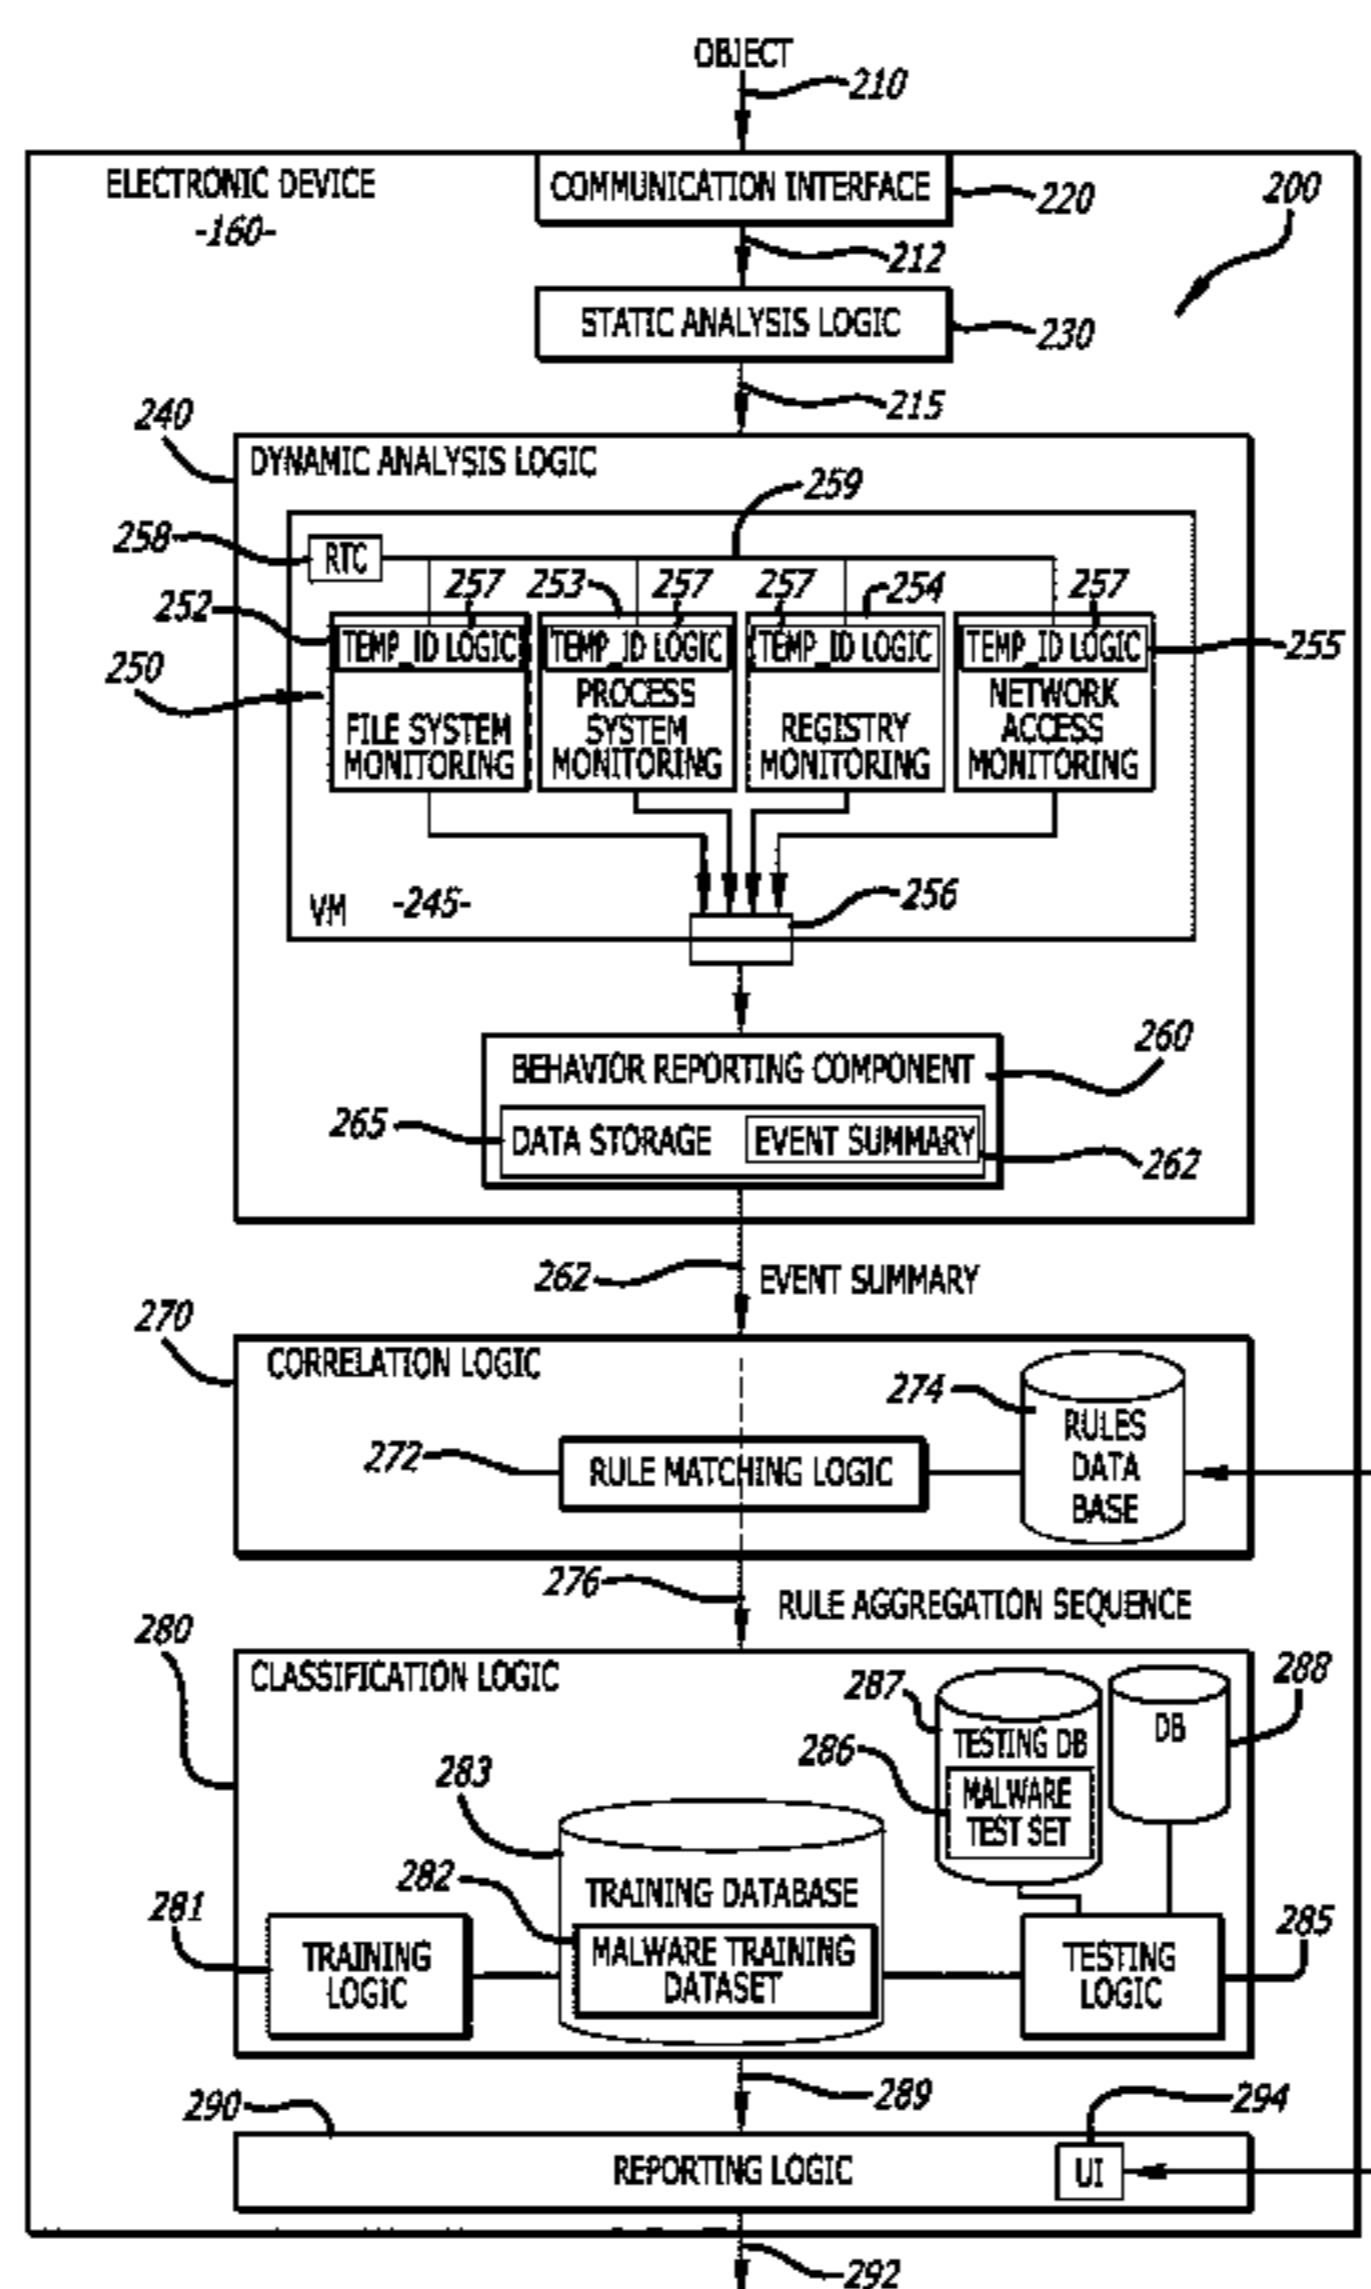 OBJECT
210
ELECTRONIC DEVICE
-160-
COMMUNICATION INTERFACE
220
200
212
STATIC ANALYSIS LOGIC
230
215
240
DYNAMIC ANALYSIS LOGIC
259
258
RTC
257
253
257
257
254
257
252
TEMP_ID LOGIC
TEMP_ID LOGIC
TEMP_ID LOGIC
TEMP_ID LOGIC
255
250
FILE SYSTEM
MONITORING
PROCESS
SYSTEM
MONITORING
REGISTRY
MONITORING
NETWORK
ACCESS
MONITORING
VM
-245-
256
260
BEHAVIOR REPORTING COMPONENT
265
DATA STORAGE
EVENT SUMMARY
262
262
EVENT SUMMARY
270
CORRELATION LOGIC
274
RULES
DATA
BASE
272
RULE MATCHING LOGIC
276
RULE AGGREGATION SEQUENCE
280
CLASSIFICATION LOGIC
287
288
TESTING DB
DB
286
MALWARE
TEST SET
283
282
TRAINING DATABASE
281
TRAINING
LOGIC
MALWARE TRAINING
DATASET
TESTING
LOGIC
285
289
290
294
REPORTING LOGIC
UI
292